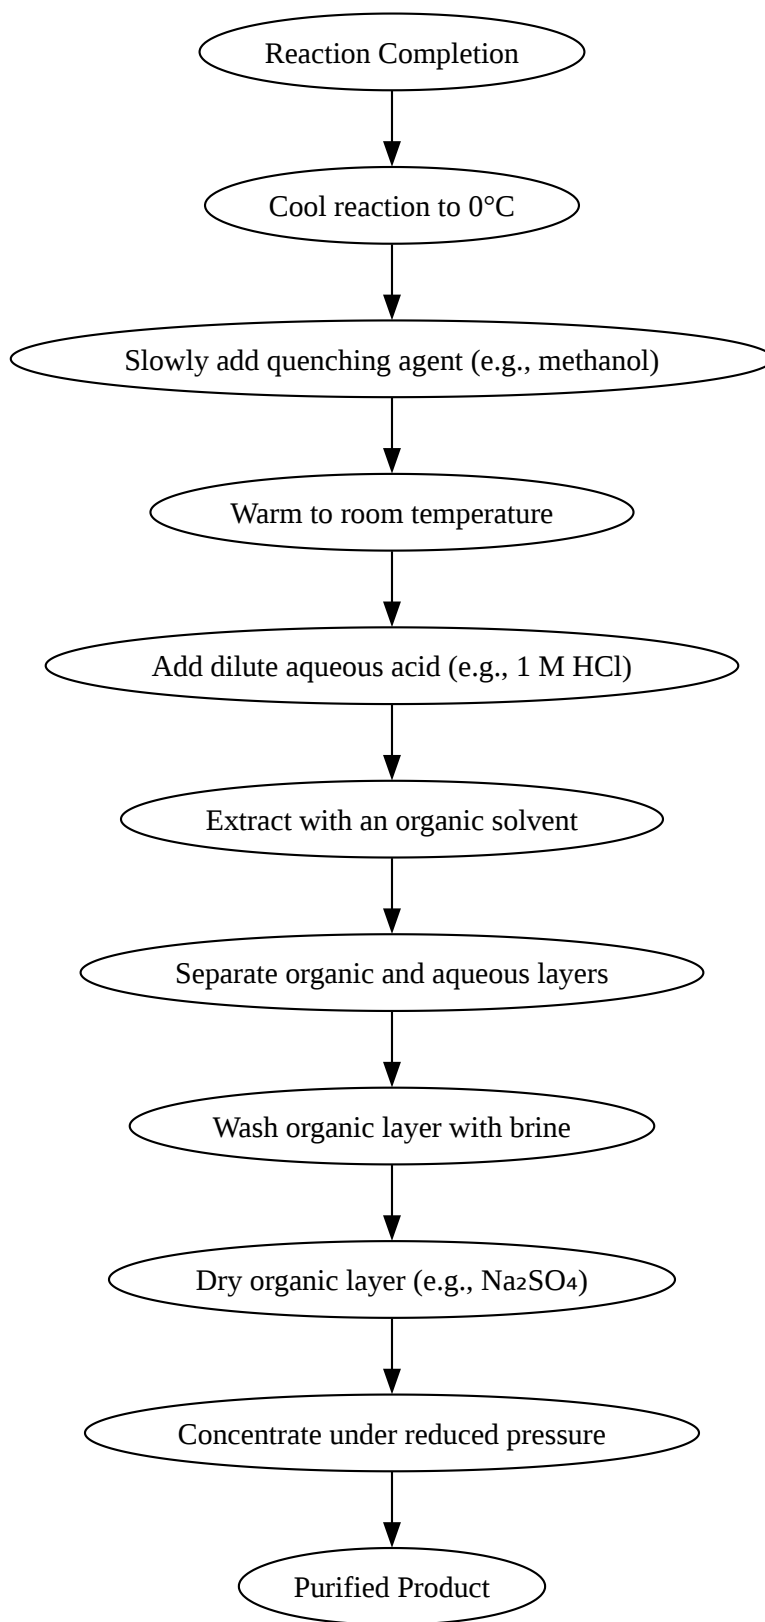 Reaction Completion
Cool reaction to 0°C
Slowly add quenching agent (e.g., methanol)
Warm to room temperature
Add dilute aqueous acid (e.g., 1 M HCl)
Extract with an organic solvent
Separate organic and aqueous layers
Wash organic layer with brine
Dry organic layer (e.g., Na₂SO₄)
Concentrate under reduced pressure
Purified Product